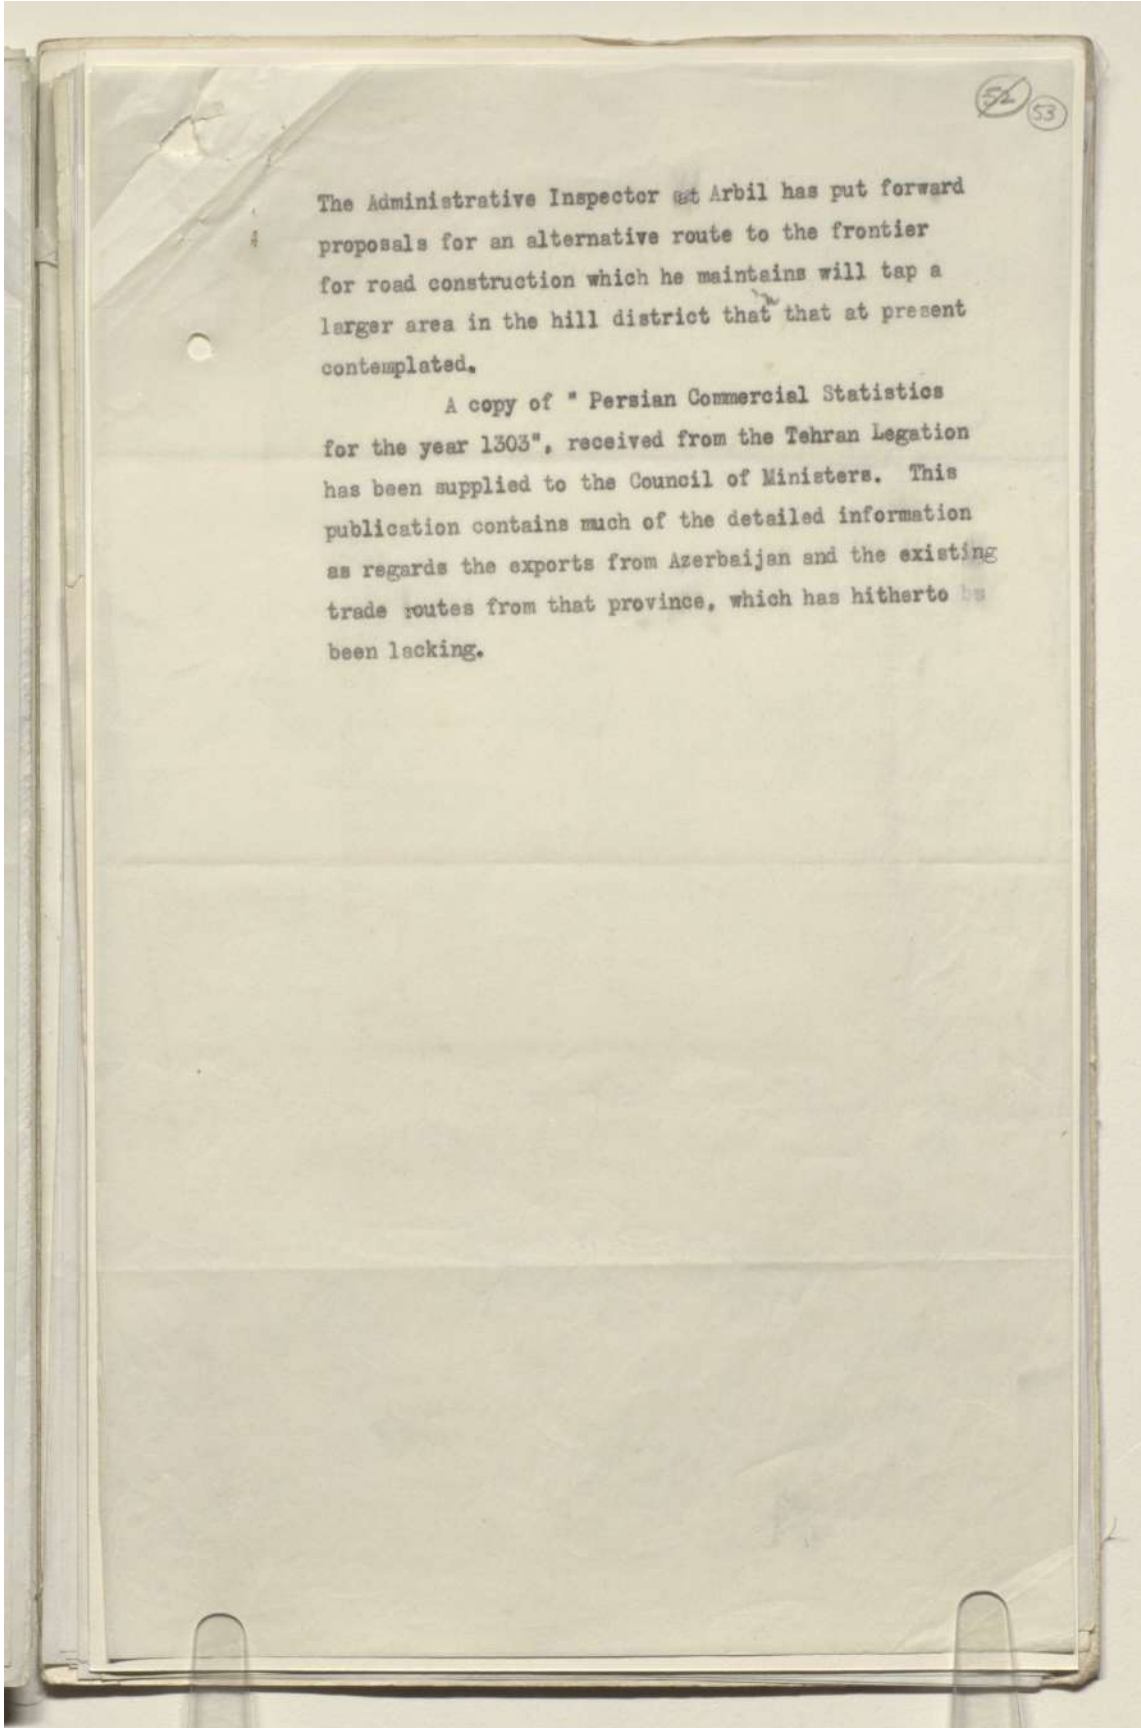 52 53
The Administrative Inspector at Arbil has put forward
proposals for an alternative route to the frontier
for road construction which he maintains will tap a
larger area in the hill district than that at present
contemplated.
A copy of " Persian Commercial Statistics
for the year 1303", received from the Tehran Legation
has been supplied to the Council of Ministers. This
publication contains much of the detailed information
as regards the exports from Azerbaijan and the existing
trade routes from that province, which has hitherto
been lacking.